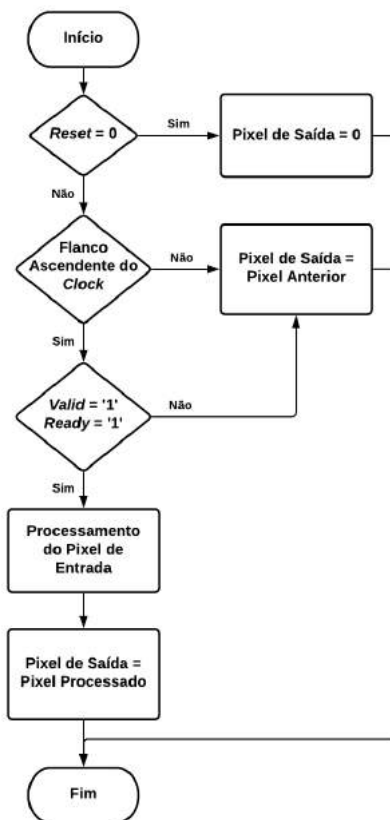 Início
Reset = 0
Sim
Pixel de Saída = 0
Não
Flanco
Ascendente do
Clock
Não
Pixel de Saída =
Pixel Anterior
Sim
Valid = '1'
Ready = '1'
Não
Sim
Processamento
do Pixel de
Entrada
Pixel de Saída =
Pixel Processado
Fim